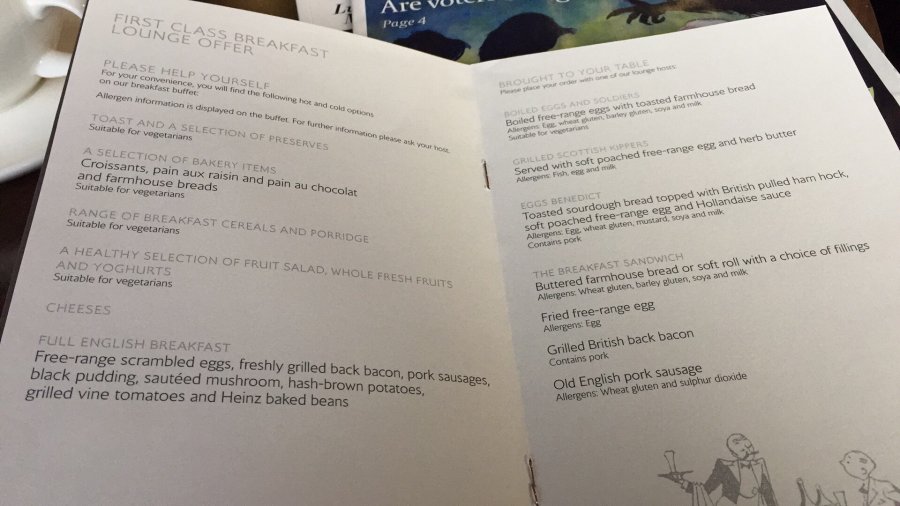 Are voters
Page 4
FIRST CLASS BREAKFAST
LOUNGE OFFER
PLEASE HELP YOURSELF
For your convenience, you will find the following hot and cold options
on our breakfast buffet:
Allergen information is displayed on the buffet. For further information please ask your host.
TOAST AND A SELECTION OF PRESERVES
Suitable for vegetarians
A SELECTION OF BAKERY ITEMS
Croissants, pain aux raisin and pain au chocolat
and farmhouse breads
Suitable for vegetarians
RANGE OF BREAKFAST CEREALS AND PORRIDGE
Suitable for vegetarians
A HEALTHY SELECTION OF FRUIT SALAD, WHOLE FRESH FRUITS
AND YOGHURTS
Suitable for vegetarians
CHEESES
FULL ENGLISH BREAKFAST
Free-range scrambled eggs, freshly grilled back bacon, pork sausages,
black pudding, sautéed mushroom, hash-brown potatoes,
grilled vine tomatoes and Heinz baked beans
BROUGHT TO YOUR TABLE
Please place your order with one of our lounge hosts:
BOILED EGGS AND SOLDIERS
Boiled free-range eggs with toasted farmhouse bread
Allergens: Egg, wheat gluten, barley gluten, soya and milk
Suitable for vegetarians
GRILLED SCOTTISH KIPPERS
Served with soft poached free-range egg and herb butter
Allergens: Fish, egg and milk
EGGS BENEDICT
Toasted sourdough bread topped with British pulled ham hock,
soft poached free-range egg and Hollandaise sauce
Allergens: Egg, wheat gluten, mustard, soya and milk
Contains pork
THE BREAKFAST SANDWICH
Buttered farmhouse bread or soft roll with a choice of fillings
Allergens: Wheat gluten, barley gluten, soya and milk
Fried free-range egg
Allergens: Egg
Grilled British back bacon
Contains pork
Old English pork sausage
Allergens: Wheat gluten and sulphur dioxide